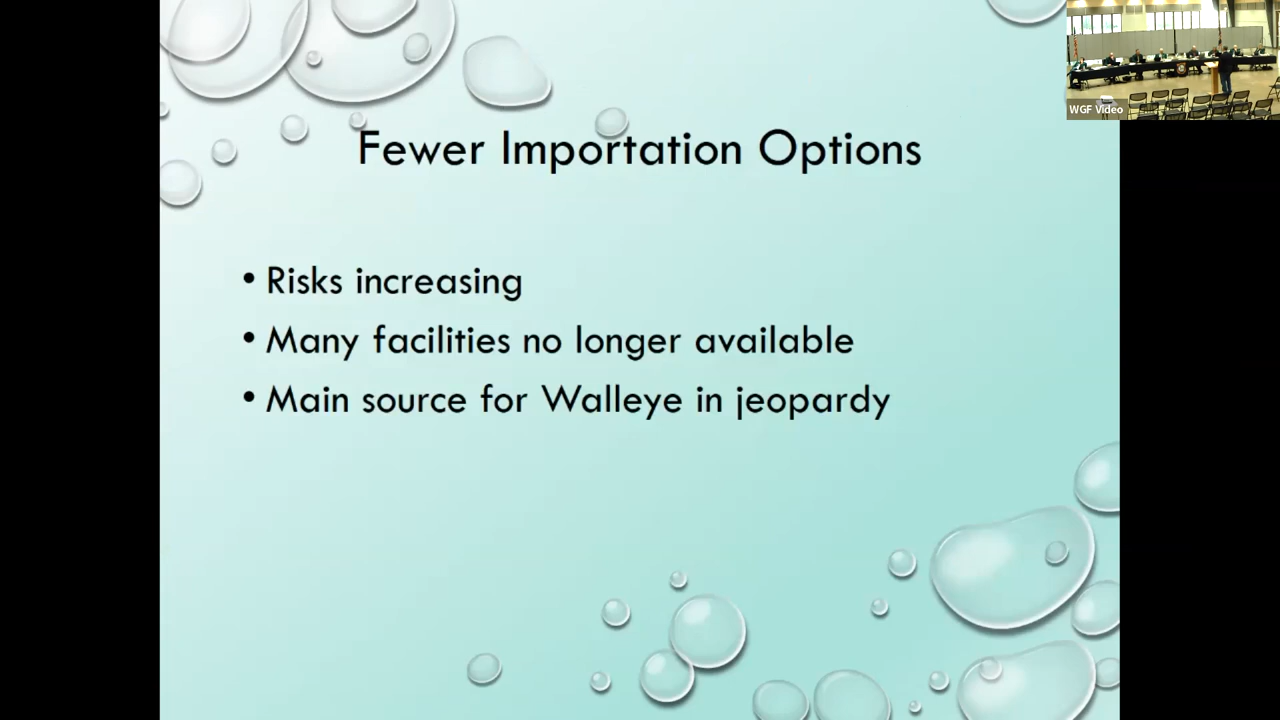 WGF Video
Fewer Importation Options
• Risks increasing
• Many facilities no longer available
• Main source for Walleye in jeopardy